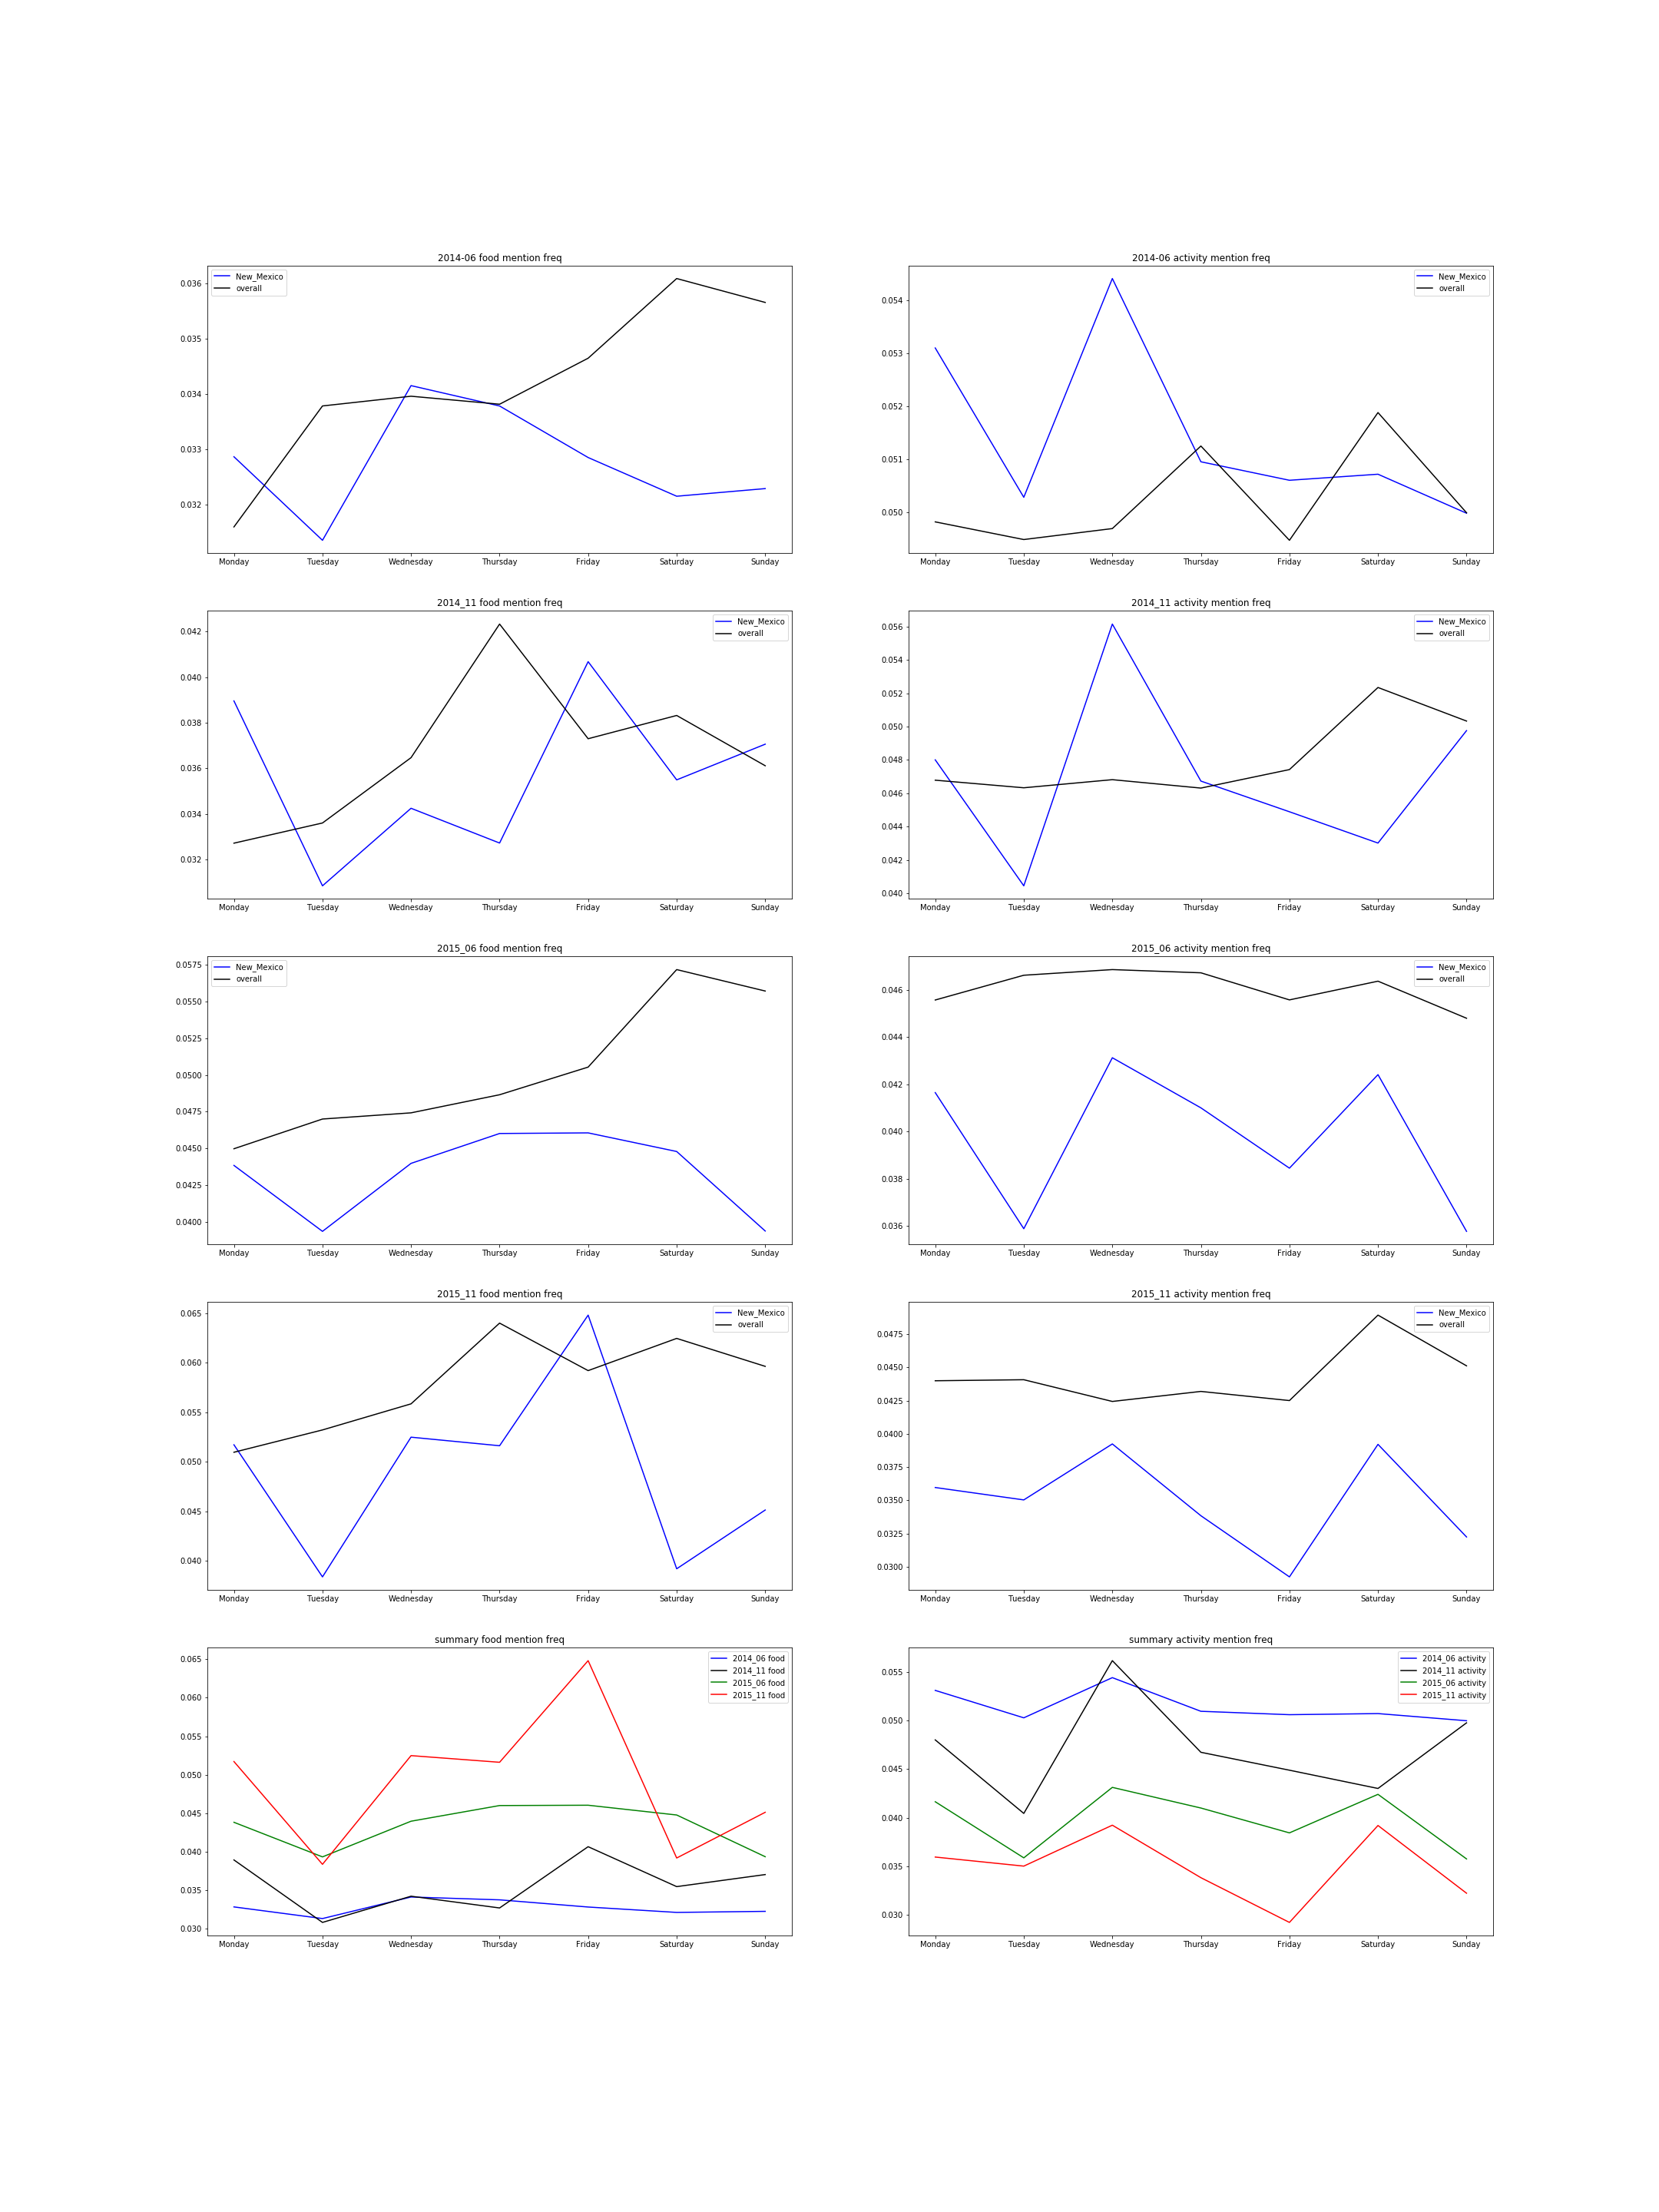 2014-06 food mention freq
New_Mexico
overall
0.036
0.035
0.034
0.033
0.032
Monday Tuesday Wednesday Thursday Friday Saturday Sunday
2014-06 activity mention freq
New_Mexico
overall
0.054
0.053
0.052
0.051
0.050
Monday Tuesday Wednesday Thursday Friday Saturday Sunday
2014_11 food mention freq
New_Mexico
overall
0.042
0.040
0.038
0.036
0.034
0.032
Monday Tuesday Wednesday Thursday Friday Saturday Sunday
2014_11 activity mention freq
New_Mexico
overall
0.056
0.054
0.052
0.050
0.048
0.046
0.044
0.042
0.040
Monday Tuesday Wednesday Thursday Friday Saturday Sunday
2015_06 food mention freq
New_Mexico
overall
0.0575
0.0550
0.0525
0.0500
0.0475
0.0450
0.0425
0.0400
Monday Tuesday Wednesday Thursday Friday Saturday Sunday
2015_06 activity mention freq
New_Mexico
overall
0.046
0.044
0.042
0.040
0.038
0.036
Monday Tuesday Wednesday Thursday Friday Saturday Sunday
2015_11 food mention freq
New_Mexico
overall
0.065
0.060
0.055
0.050
0.045
0.040
Monday Tuesday Wednesday Thursday Friday Saturday Sunday
2015_11 activity mention freq
New_Mexico
overall
0.0475
0.0450
0.0425
0.0400
0.0375
0.0350
0.0325
0.0300
Monday Tuesday Wednesday Thursday Friday Saturday Sunday
summary food mention freq
2014_06 food
2014_11 food
2015_06 food
2015_11 food
0.065
0.060
0.055
0.050
0.045
0.040
0.035
0.030
Monday Tuesday Wednesday Thursday Friday Saturday Sunday
summary activity mention freq
2014_06 activity
2014_11 activity
2015_06 activity
2015_11 activity
0.055
0.050
0.045
0.040
0.035
0.030
Monday Tuesday Wednesday Thursday Friday Saturday Sunday